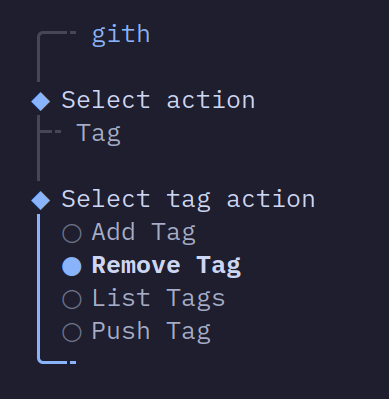 gith
Select action
Tag
Select tag action
Add Tag
Remove Tag
List Tags
Push Tag